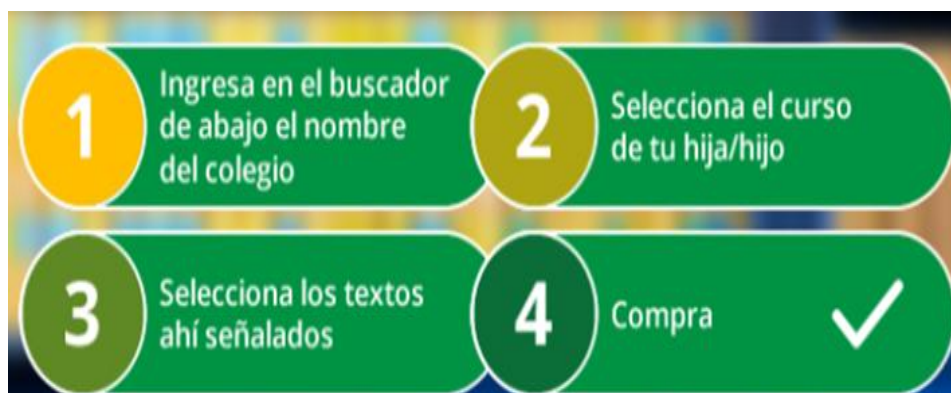 1
Ingresa en el buscador
de abajo el nombre
del colegio
2
Selecciona el curso
de tu hija/hijo
3
Selecciona los textos
ahí señalados
4
Compra